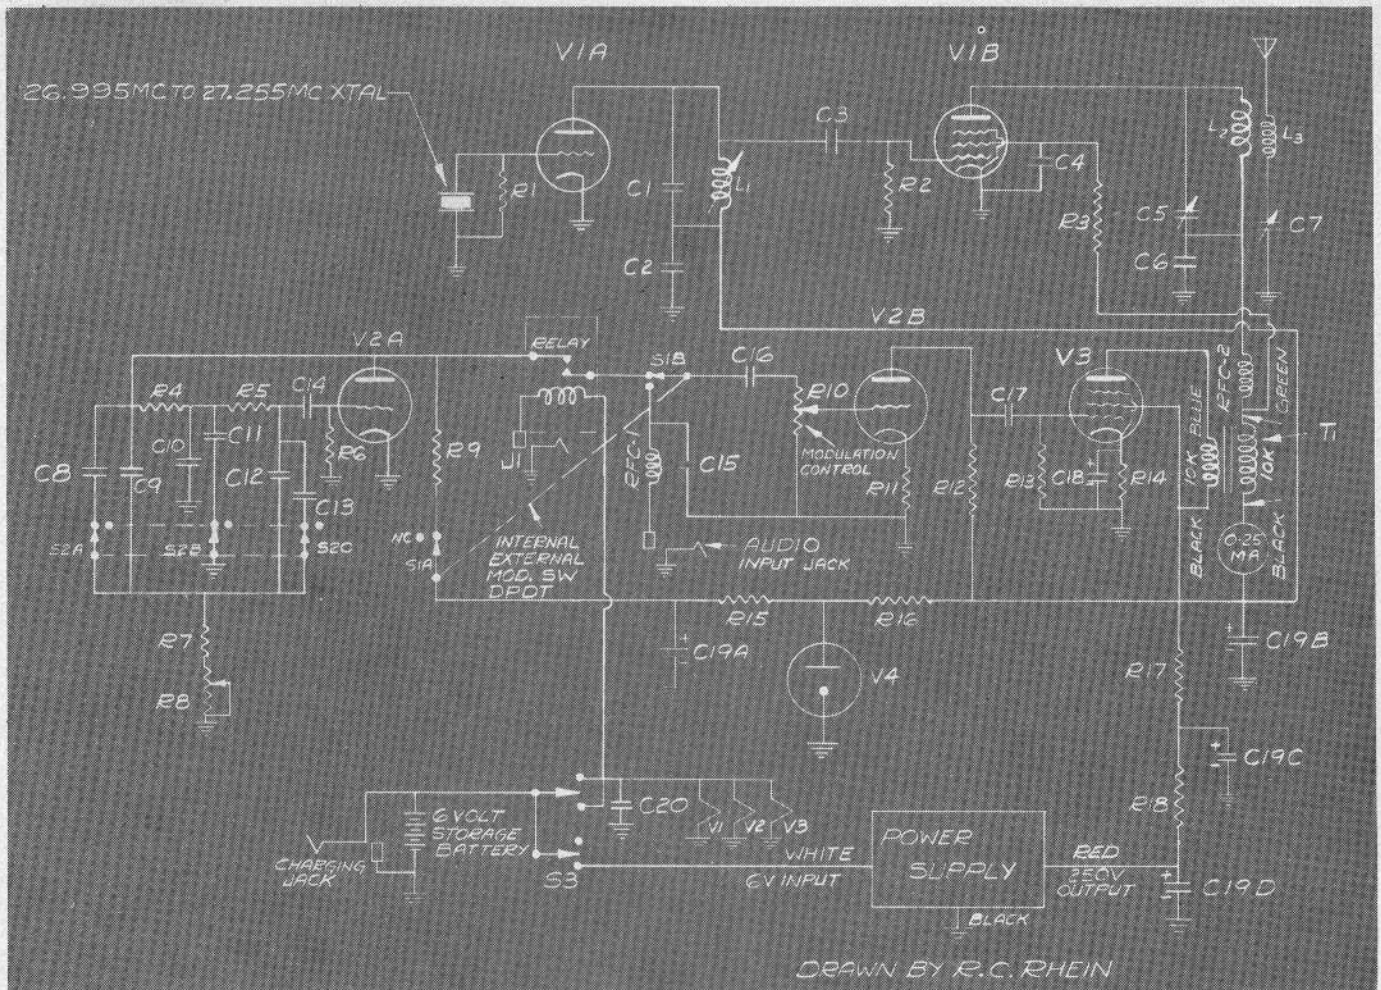 V1A
V1B
26.995MC TO 27.255MC XTAL
R1
C1
L1
C2
C3
R2
C4
R3
L2
L3
C5
C6
C7
V2A
R4
R5
C14
C10
C11
R6
C8
C9
C12
C13
S2A
S2B
S2C
R7
R8
R9
NC
S1A
RELAY
J1
INTERNAL
EXTERNAL
MOD. SW
DPDT
S1B
RFC-1
C15
C16
R10
MODULATION
CONTROL
V2B
R11
R12
C17
AUDIO
INPUT JACK
V3
R13
C18
R14
10K BLUE
BLACK
RFC-2
GREEN
10K
T1
0-25
MA
BLACK
R15
R16
C19A
V4
C19B
R17
C19C
R18
C19D
CHARGING
JACK
6 VOLT
STORAGE
BATTERY
S3
C20
V1
V2
V3
WHITE
6V INPUT
POWER
SUPPLY
BLACK
RED
250V
OUTPUT
DRAWN BY R.C. RHEIN